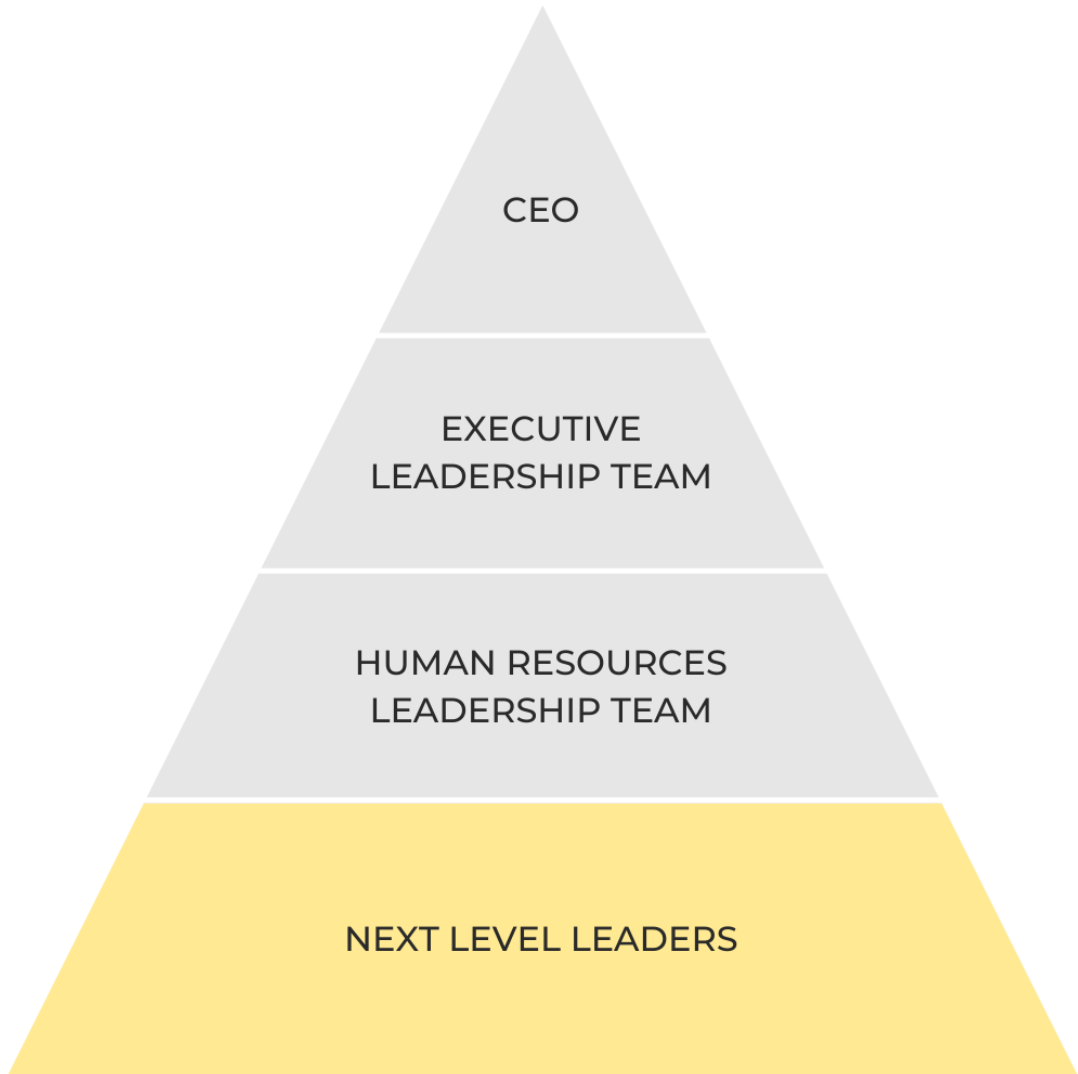 CEO
EXECUTIVE
LEADERSHIP TEAM
HUMAN RESOURCES
LEADERSHIP TEAM
NEXT LEVEL LEADERS